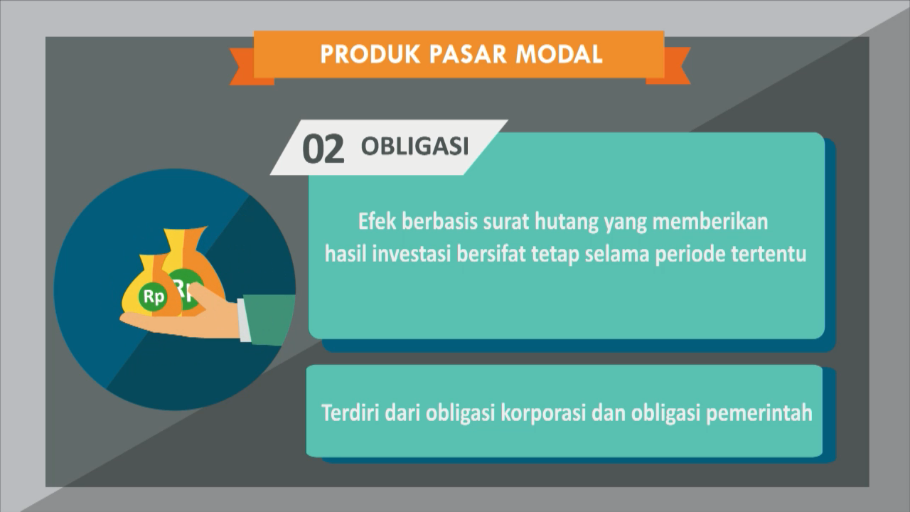 PRODUK PASAR MODAL
02 OBLIGASI
Efek berbasis surat hutang yang memberikan
hasil investasi bersifat tetap selama periode tertentu
Rp Rp
Terdiri dari obligasi korporasi dan obligasi pemerintah